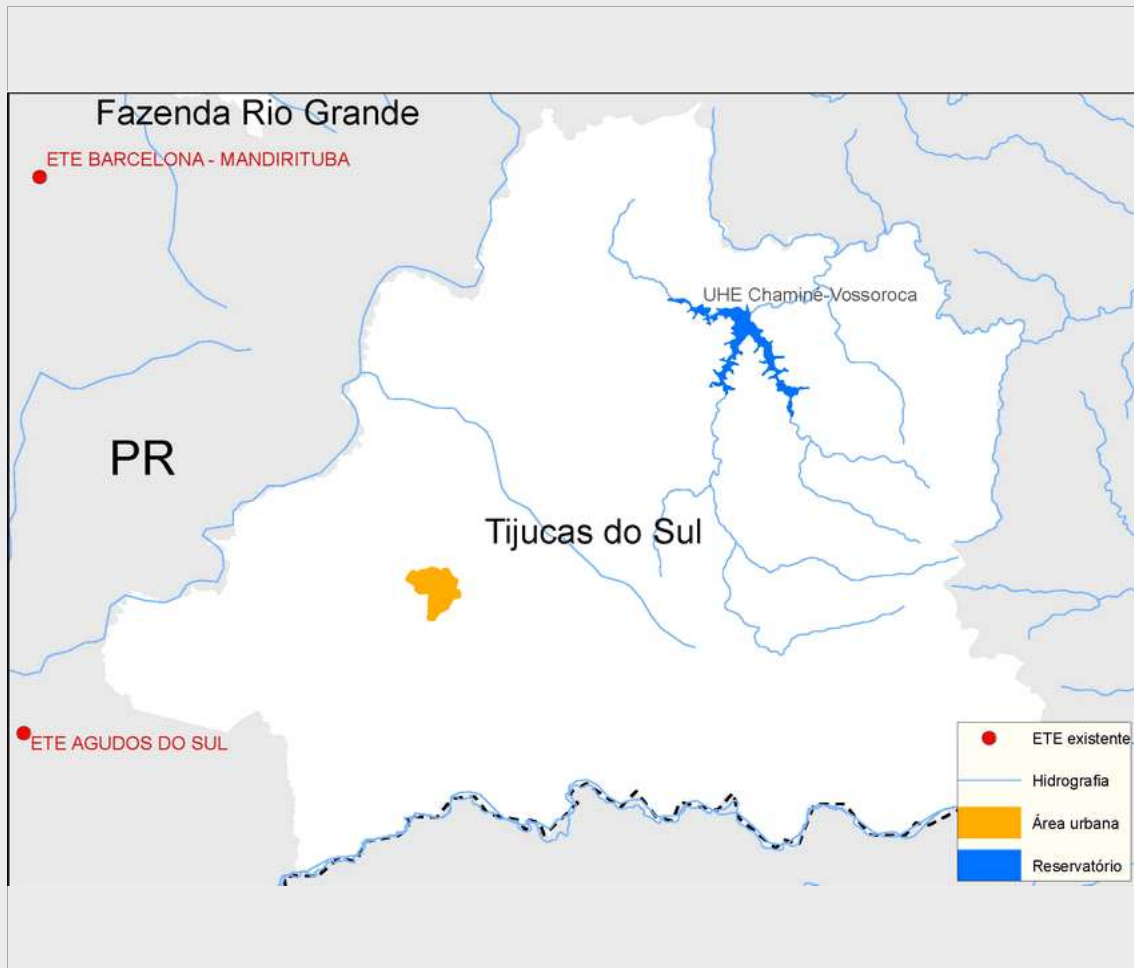 Fazenda Rio Grande
ETE BARCELONA - MANDIRITUBA
UHE Chaminé-Vossoroca
PR
Tijucas do Sul
ETE AGUDOS DO SUL
ETE existente
Hidrografia
Área urbana
Reservatório